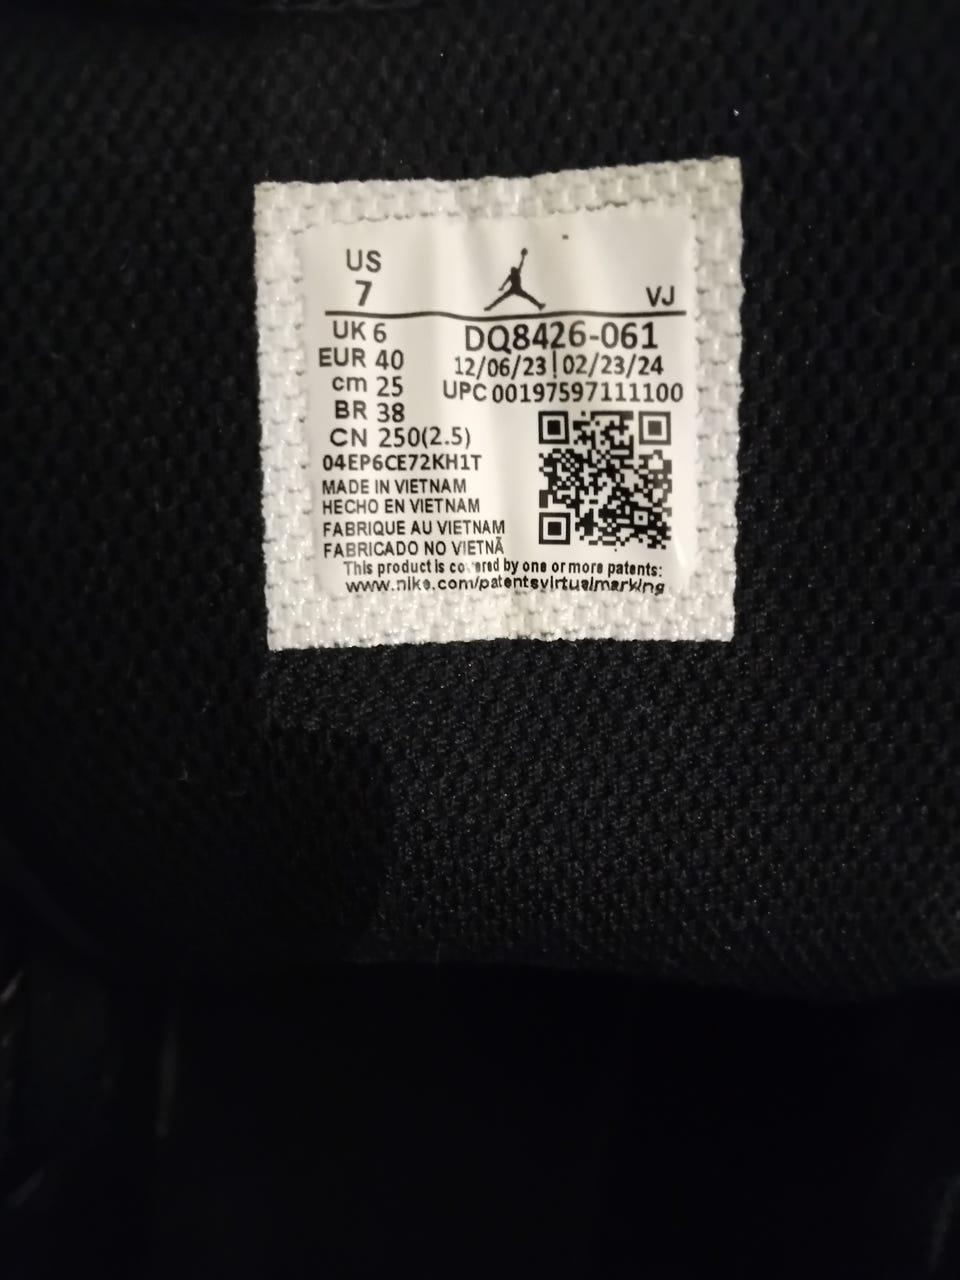 US
7
VJ
UK 6
EUR 40
cm 25
BR 38
CN 250(2.5)
DQ8426-061
12/06/23 | 02/23/24
UPC 00197597111100
04EP6CE72KH1T
MADE IN VIETNAM
HECHO EN VIETNAM
FABRIQUE AU VIETNAM
FABRICADO NO VIETNÃ
This product is covered by one or more patents:
www.nike.com/patentsvirtualmarking